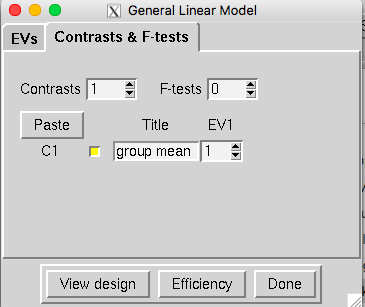 General Linear Model
EVs Contrasts & F-tests
Contrasts 1 F-tests 0
Paste Title EV1
C1 group mean 1
View design Efficiency Done